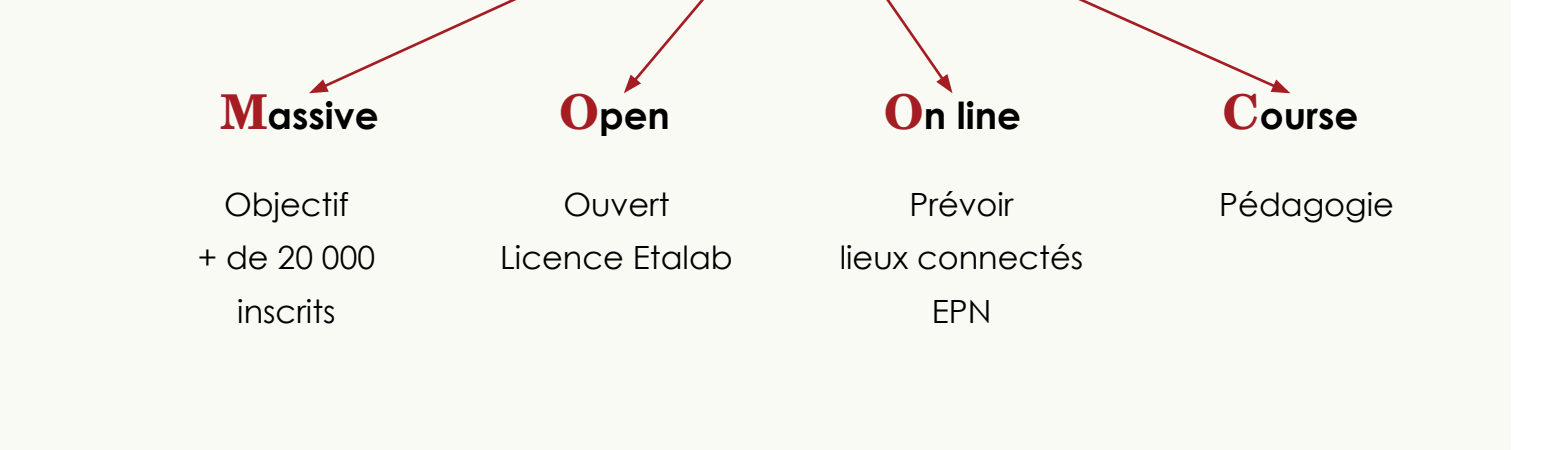 Massive
Open
On line
Course
Objectif
+ de 20 000
inscrits
Ouvert
Licence Etalab
Prévoir
lieux connectés
EPN
Pédagogie